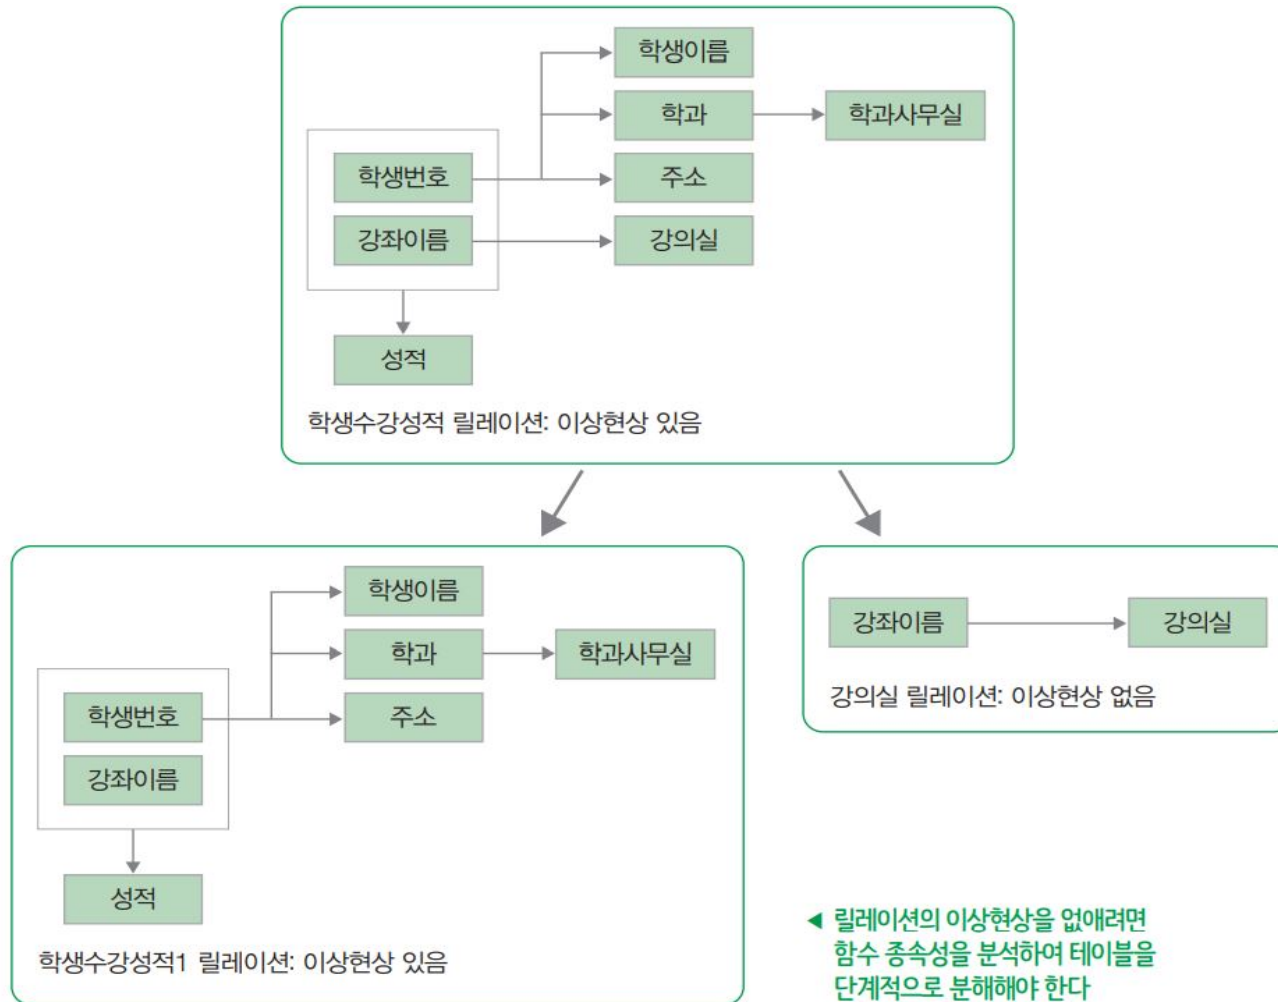 학생이름
학과
학과사무실
학생번호
주소
강좌이름
강의실
성적
학생수강성적 릴레이션: 이상현상 있음
학생이름
학과
학과사무실
학생번호
주소
강좌이름
성적
학생수강성적1 릴레이션: 이상현상 있음
강좌이름
강의실
강의실 릴레이션: 이상현상 없음
◀ 릴레이션의 이상현상을 없애려면
함수 종속성을 분석하여 테이블을
단계적으로 분해해야 한다